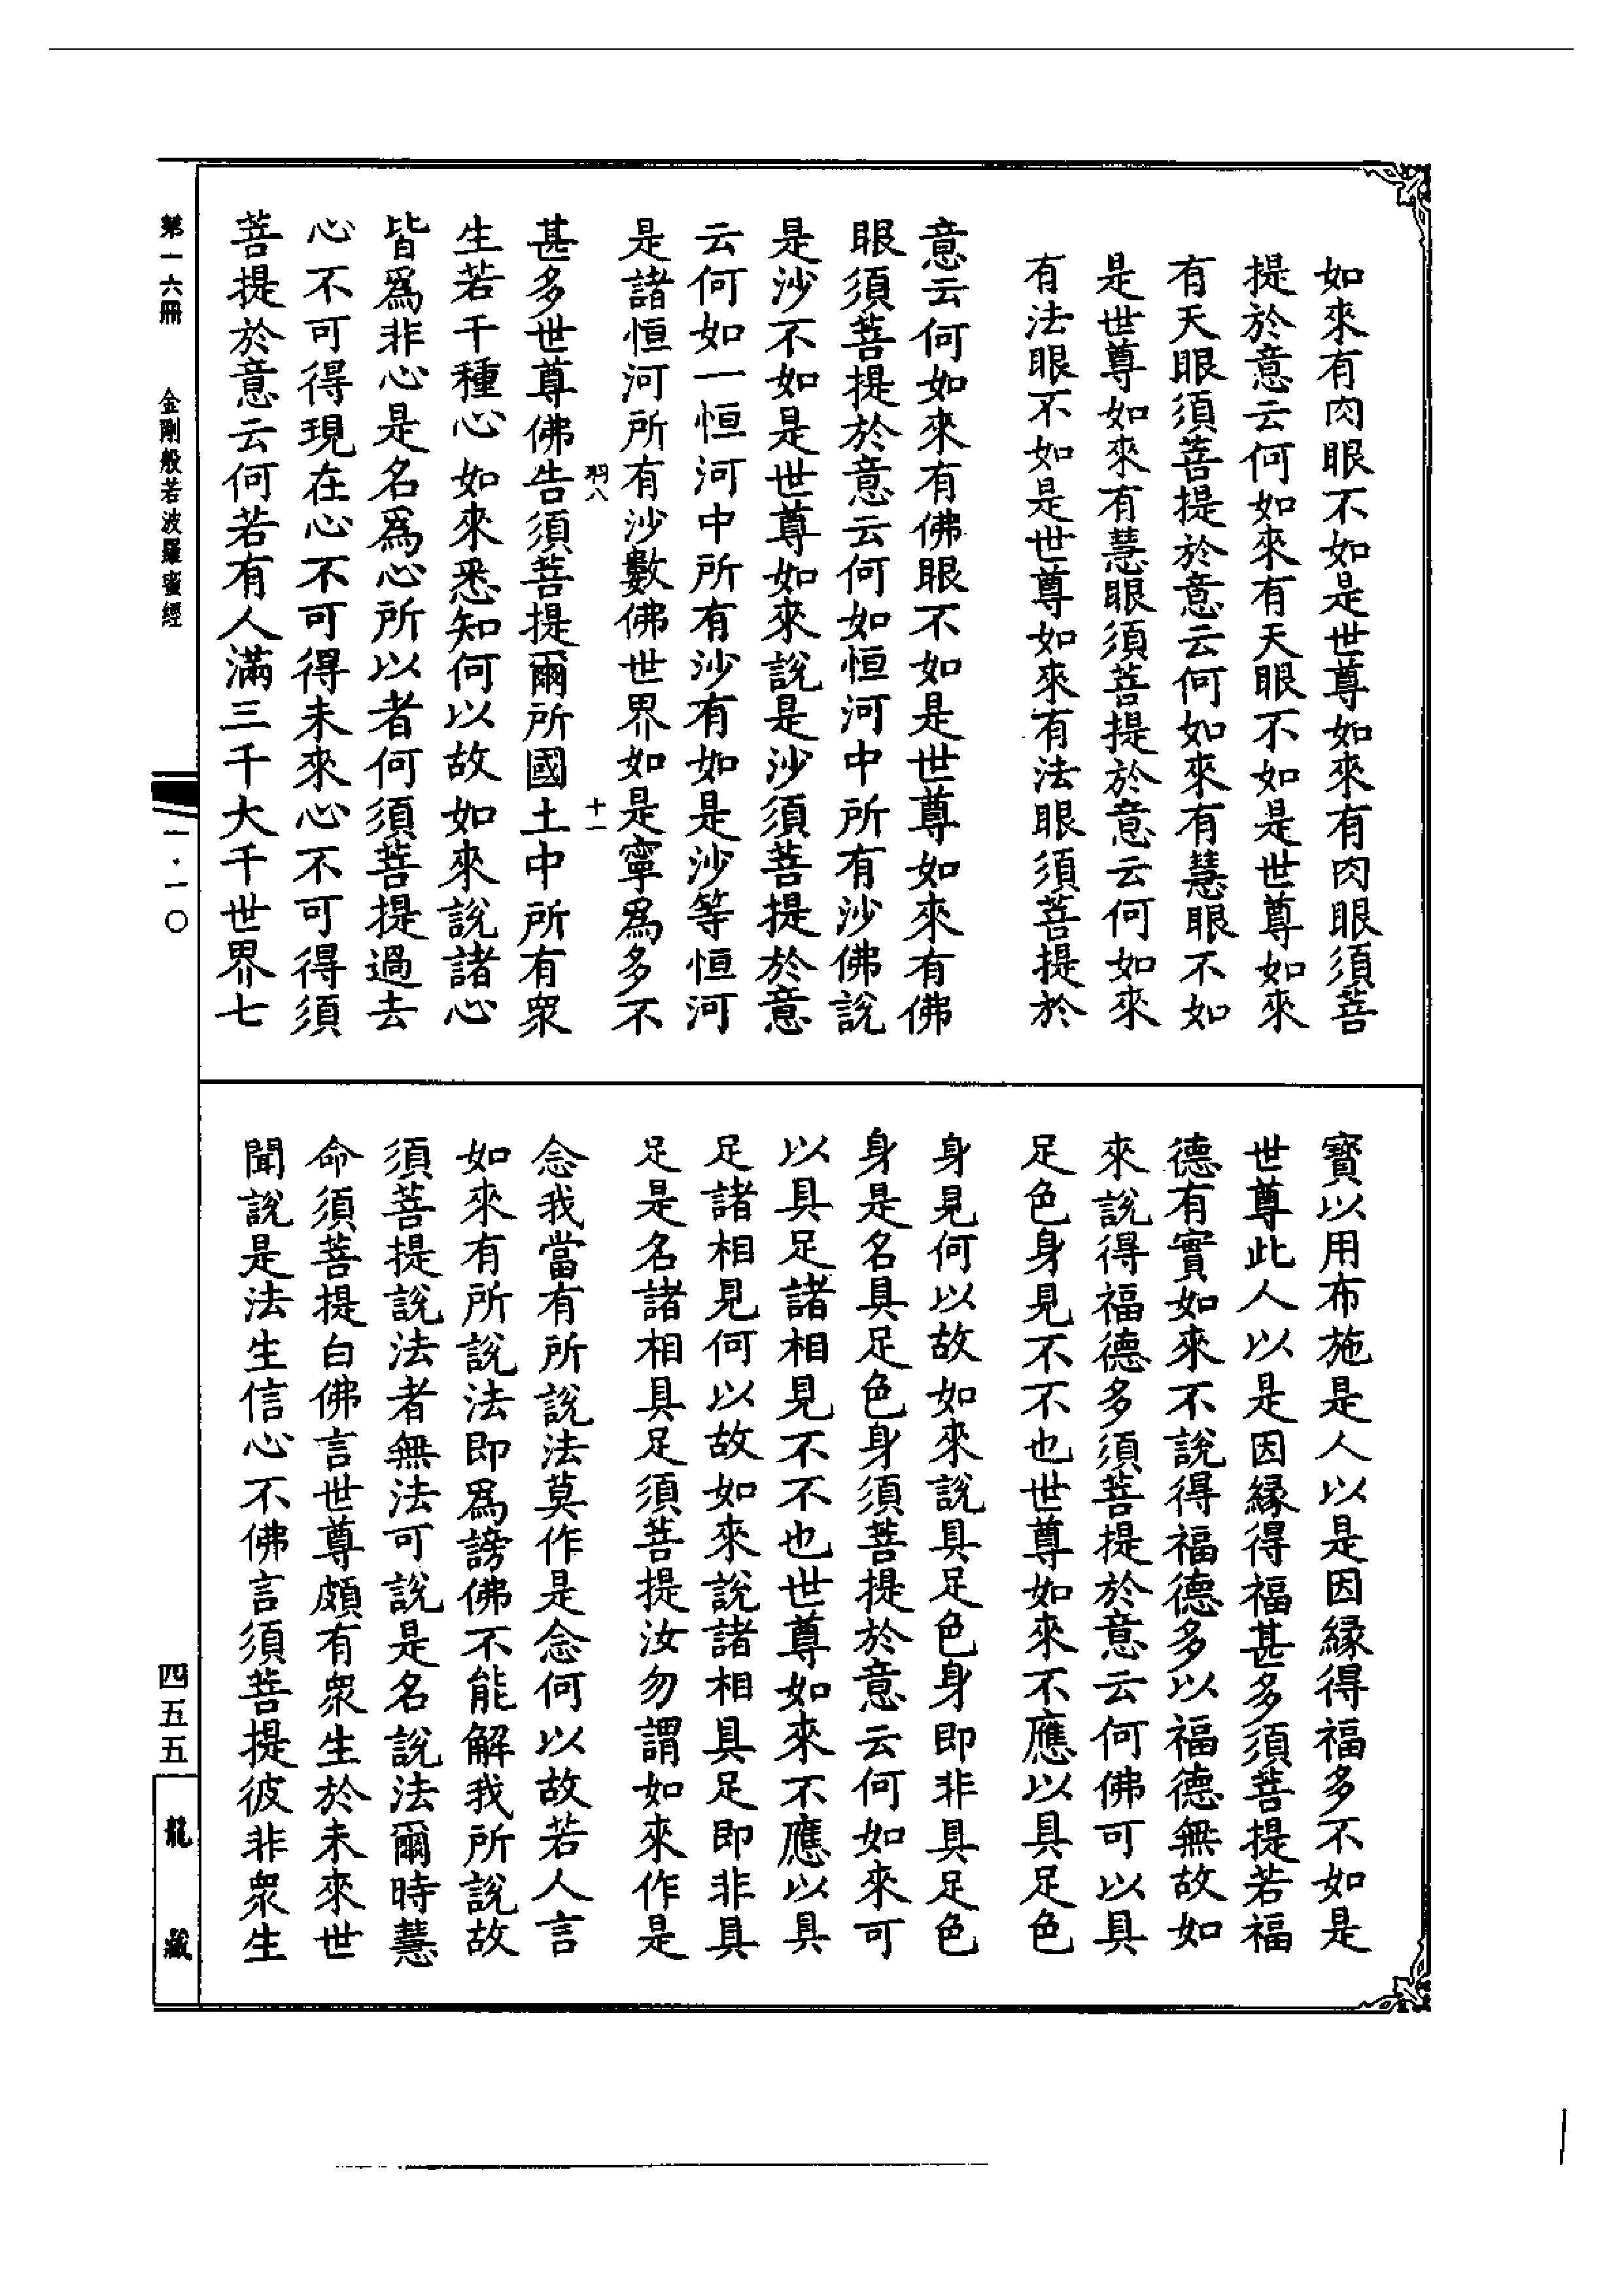 如來有肉眼不如是世尊如來有肉眼須菩
提於意云何如來有天眼不如是世尊如來
有天眼須菩提於意云何如來有慧眼不如
是世尊如來有慧眼須菩提於意云何如來
有法眼不如是世尊如來有法眼須菩提於
意云何如來有佛眼不如是世尊如來有佛
眼須菩提於意云何如恒河中所有沙佛說
是沙不如是世尊如來說是沙須菩提於意
云何如一恒河中所有沙有如是沙等恒河
是諸恒河所有沙數佛世界如是寧爲多不
羽八 十一
甚多世尊佛告須菩提爾所國土中所有衆
生若干種心如來悉知何以故如來說諸心
皆爲非心是名爲心所以者何須菩提過去
心不可得現在心不可得未來心不可得須
菩提於意云何若有人滿三千大千世界七
寶以用布施是人以是因緣得福多不如是
世尊此人以是因緣得福甚多須菩提若福
德有實如來不說得福德多以福德無故如
來說得福德多須菩提於意云何佛可以具
足色身見不不也世尊如來不應以具足色
身見何以故如來說具足色身即非具足色
身是名具足色身須菩提於意云何如來可
以具足諸相見不不也世尊如來不應以具
足諸相見何以故如來說諸相具足即非具
足是名諸相具足須菩提汝勿謂如來作是
念我當有所說法莫作是念何以故若人言
如來有所說法即爲謗佛不能解我所說故
須菩提說法者無法可說是名說法爾時慧
命須菩提白佛言世尊頗有衆生於未來世
聞說是法生信心不佛言須菩提彼非衆生
第一六冊 金剛般若波羅蜜經
一·一〇
四五五
龍藏